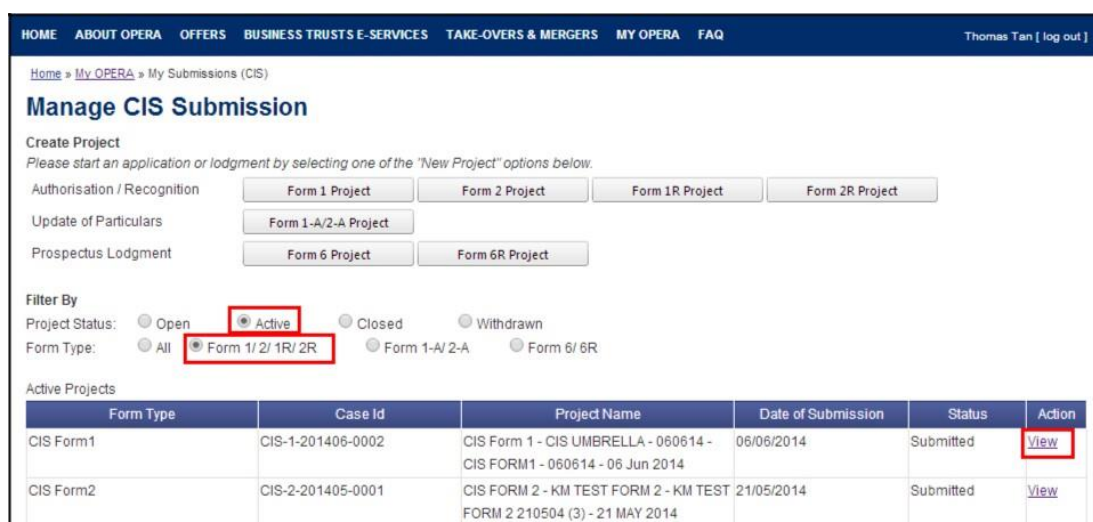 HOME ABOUT OPERA OFFERS BUSINESS TRUSTS E-SERVICES TAKE-OVERS & MERGERS MY OPERA FAQ Thomas Tan [ log out ]
Home » My OPERA » My Submissions (CIS)
Manage CIS Submission
Create Project
Please start an application or lodgment by selecting one of the "New Project" options below.
Authorisation / Recognition Form 1 Project Form 2 Project Form 1R Project Form 2R Project
Update of Particulars Form 1-A/2-A Project
Prospectus Lodgment Form 6 Project Form 6R Project
Filter By
Project Status: Open Active Closed Withdrawn
Form Type: All Form 1/ 2/ 1R/ 2R Form 1-A/ 2-A Form 6/ 6R
Active Projects
Form Type Case Id Project Name Date of Submission Status Action
CIS Form1 CIS-1-201406-0002 CIS Form 1 - CIS UMBRELLA - 060614 - 06/06/2014 Submitted View
CIS FORM1 - 060614 - 06 Jun 2014
CIS Form2 CIS-2-201405-0001 CIS FORM 2 - KM TEST FORM 2 - KM TEST 21/05/2014 Submitted View
FORM 2 210504 (3) - 21 MAY 2014